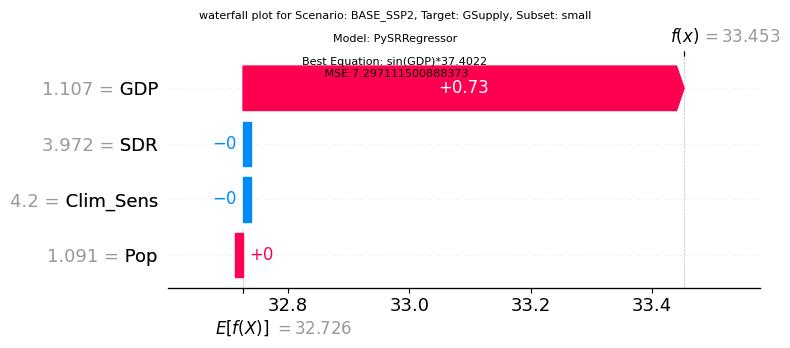 waterfall plot for Scenario: BASE_SSP2, Target: GSupply, Subset: small
Model: PySRRegressor
f(x) = 33.453
Best Equation: sin(GDP)*37.4022
MSE:7.297111500888373
1.107 = GDP
+0.73
3.972 = SDR
−0
4.2 = Clim_Sens
−0
1.091 = Pop
+0
32.8 33.0 33.2 33.4
E[f(X)] = 32.726